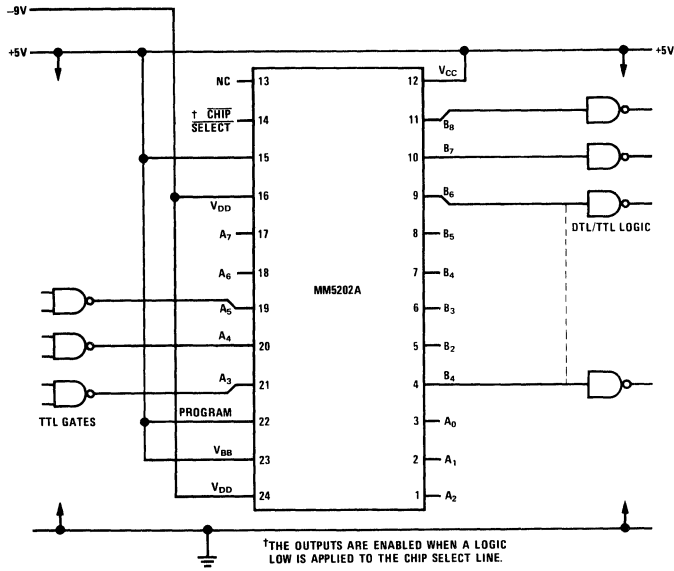 −9V
+5V
+5V
NC 13
† CHIP SELECT 14
15
16
VDD
A7 17
A6 18
A5 19
A4 20
A3 21
PROGRAM 22
VBB 23
VDD 24
MM5202A
VCC
12
11 B8
10 B7
9 B6
8 B5
7 B4
6 B3
5 B2
4 B4
3 A0
2 A1
1 A2
DTL/TTL LOGIC
TTL GATES
†THE OUTPUTS ARE ENABLED WHEN A LOGIC
LOW IS APPLIED TO THE CHIP SELECT LINE.